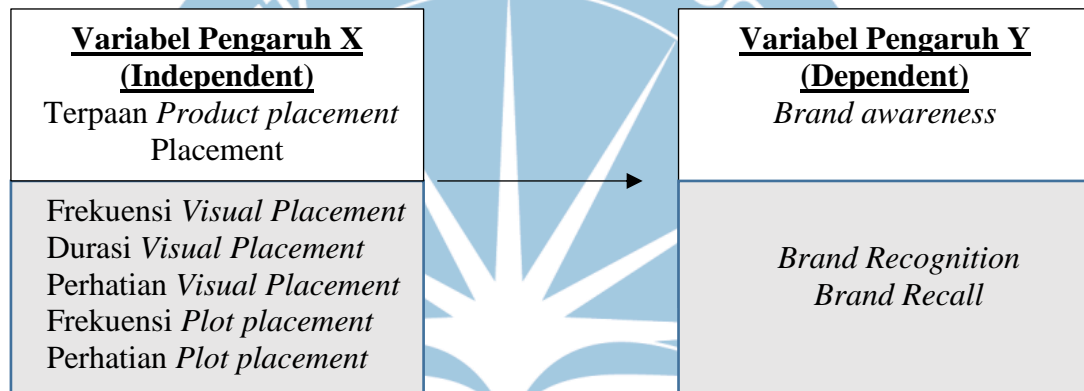 Variabel Pengaruh X
(Independent)
Terpaan Product placement
Placement
Frekuensi Visual Placement
Durasi Visual Placement
Perhatian Visual Placement
Frekuensi Plot placement
Perhatian Plot placement
Variabel Pengaruh Y
(Dependent)
Brand awareness
Brand Recognition
Brand Recall